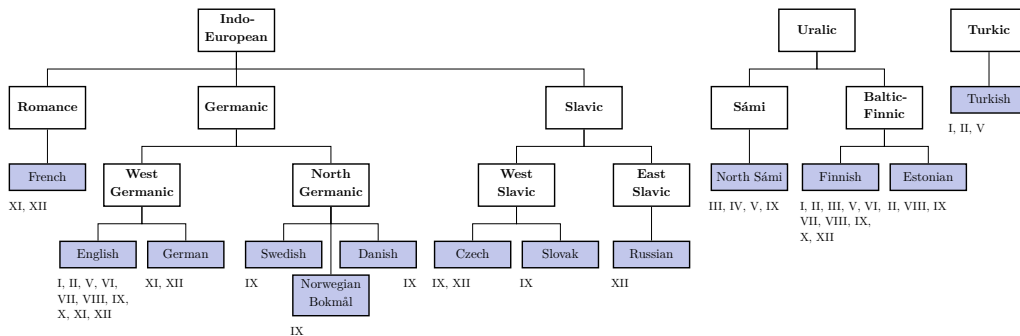 Indo-
European
Uralic
Turkic
Romance
Germanic
Slavic
Sámi
Baltic-
Finnic
Turkish
I, II, V
French
XI, XII
West
Germanic
North
Germanic
West
Slavic
East
Slavic
North Sámi
III, IV, V, IX
Finnish
I, II, III, V, VI,
VII, VIII, IX,
X, XII
Estonian
II, VIII, IX
English
I, II, V, VI,
VII, VIII, IX,
X, XI, XII
German
XI, XII
Swedish
IX
Norwegian
Bokmål
IX
Danish
IX
Czech
IX, XII
Slovak
IX
Russian
XII